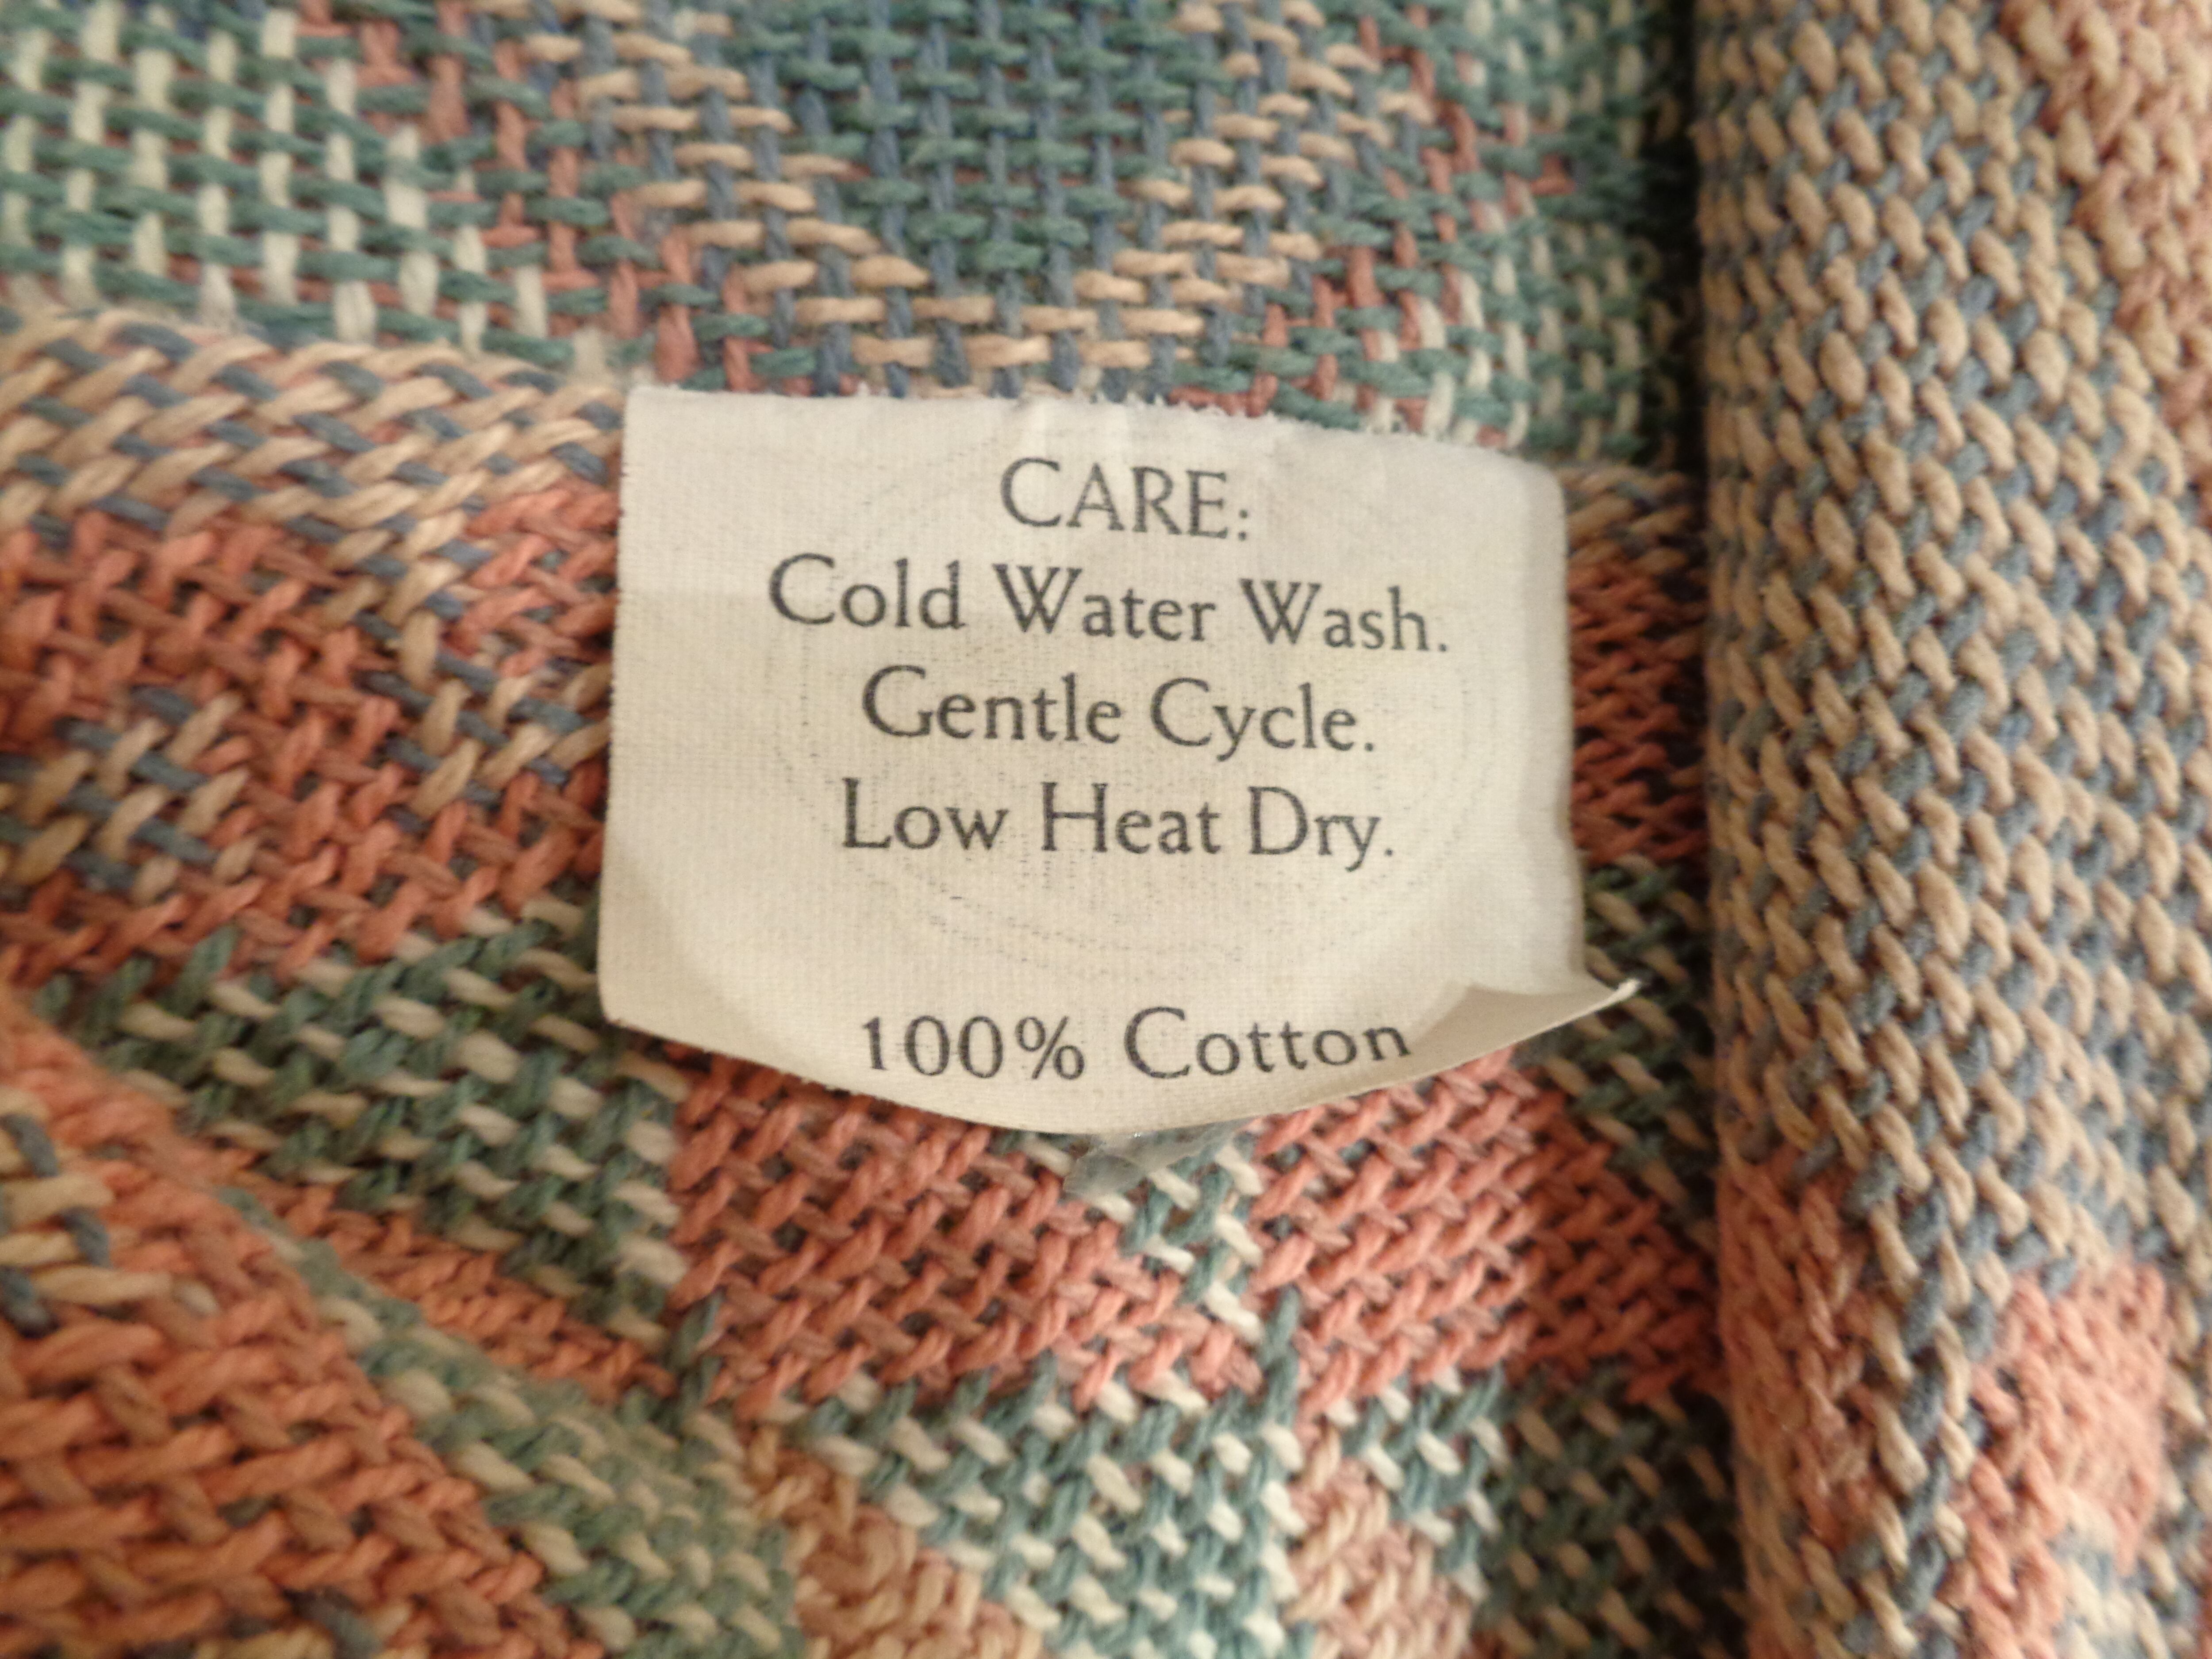 CARE:
Cold Water Wash.
Gentle Cycle.
Low Heat Dry.
100% Cotton